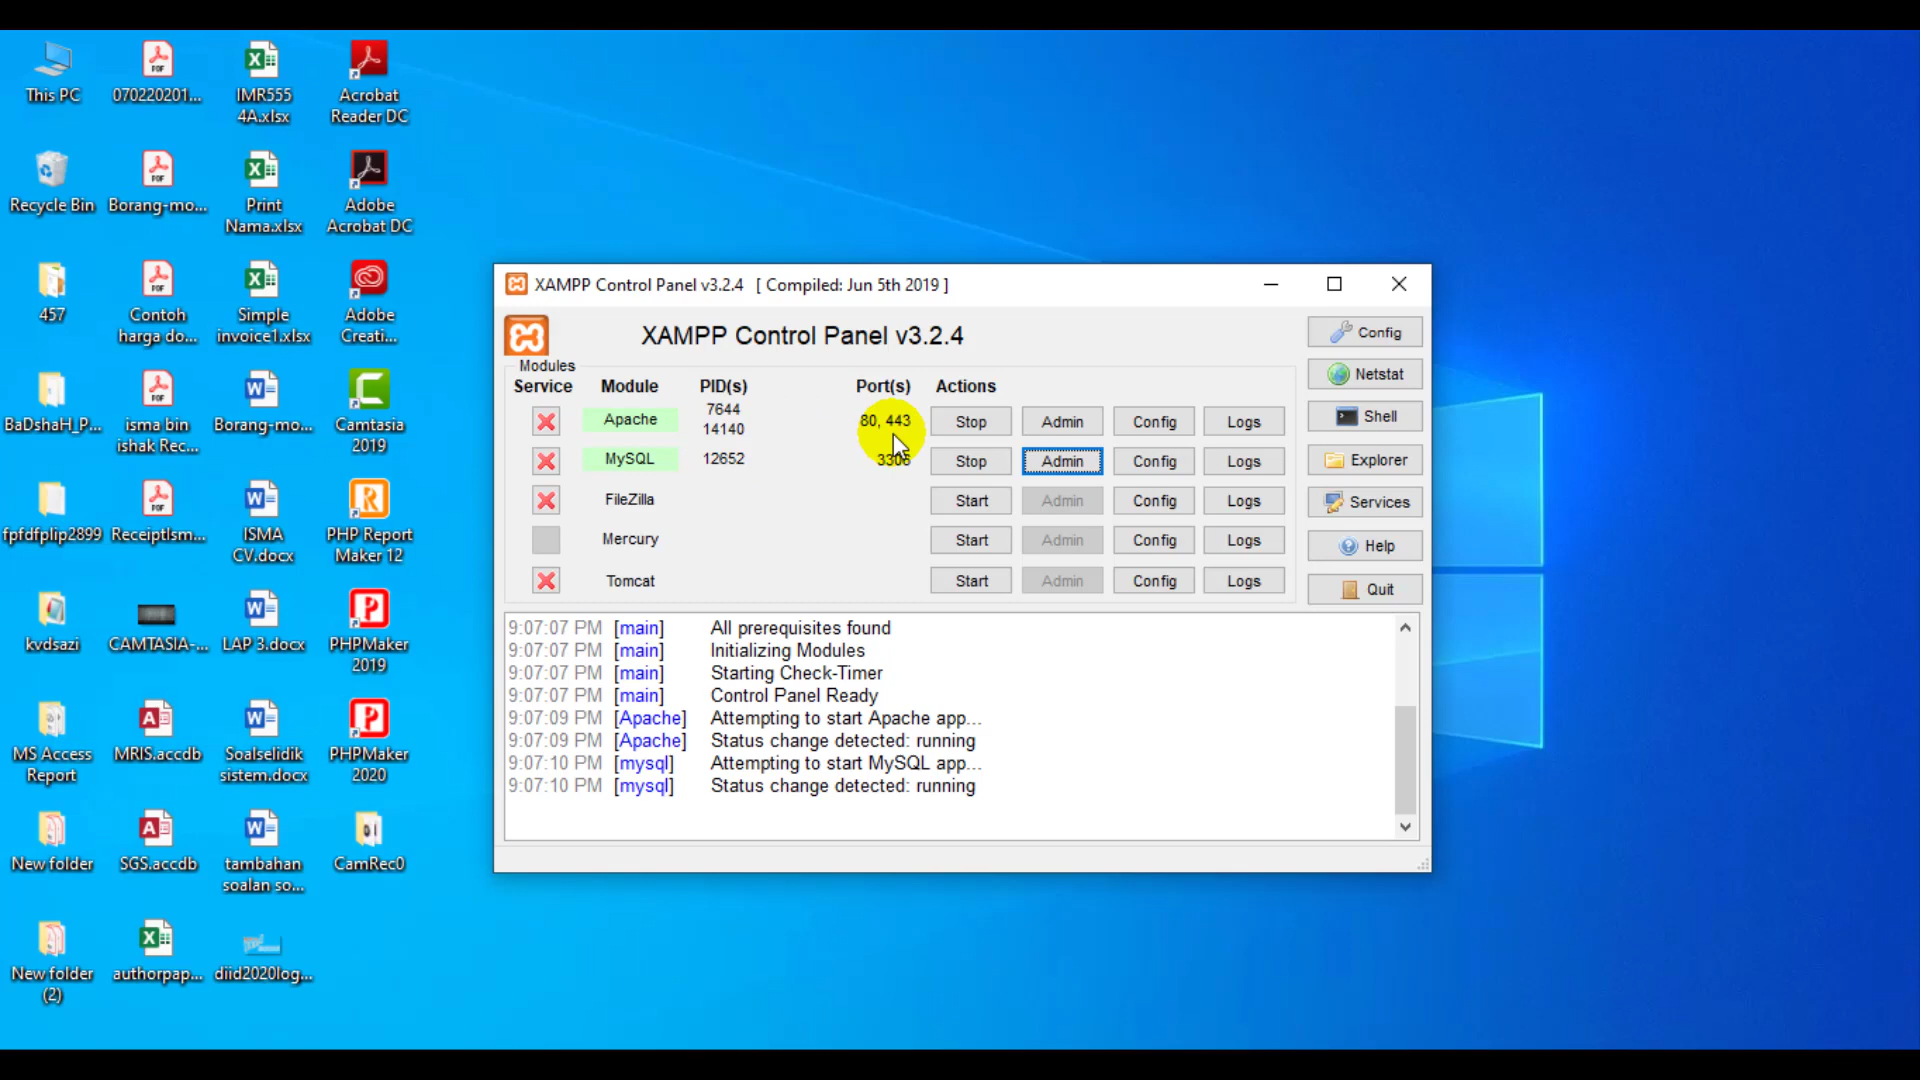 This PC
070220201...
IMR555
4A.xlsx
Acrobat
Reader DC
Recycle Bin
Borang-mo...
Print
Nama.xlsx
Adobe
Acrobat DC
457
Contoh
harga do...
Simple
invoice1.xlsx
Adobe
Creati...
BaDshaH_P...
isma bin
ishak Rec...
Borang-mo...
Camtasia
2019
fpfdfplip2899
ReceiptIsm...
ISMA
CV.docx
PHP Report
Maker 12
kvdsazi
CAMTASIA-...
LAP 3.docx
PHPMaker
2019
MS Access
Report
MRIS.accdb
Soalselidik
sistem.docx
PHPMaker
2020
New folder
SGS.accdb
tambahan
soalan so...
CamRec0
New folder
(2)
authorpap...
diid2020log...
XAMPP Control Panel v3.2.4 [ Compiled: Jun 5th 2019 ]
XAMPP Control Panel v3.2.4
Modules
Service Module PID(s) Port(s) Actions
Apache 7644 14140 80, 443 Stop Admin Config Logs
MySQL 12652 3306 Stop Admin Config Logs
FileZilla Start Admin Config Logs
Mercury Start Admin Config Logs
Tomcat Start Admin Config Logs
Config
Netstat
Shell
Explorer
Services
Help
Quit
9:07:07 PM [main] All prerequisites found
9:07:07 PM [main] Initializing Modules
9:07:07 PM [main] Starting Check-Timer
9:07:07 PM [main] Control Panel Ready
9:07:09 PM [Apache] Attempting to start Apache app...
9:07:09 PM [Apache] Status change detected: running
9:07:10 PM [mysql] Attempting to start MySQL app...
9:07:10 PM [mysql] Status change detected: running